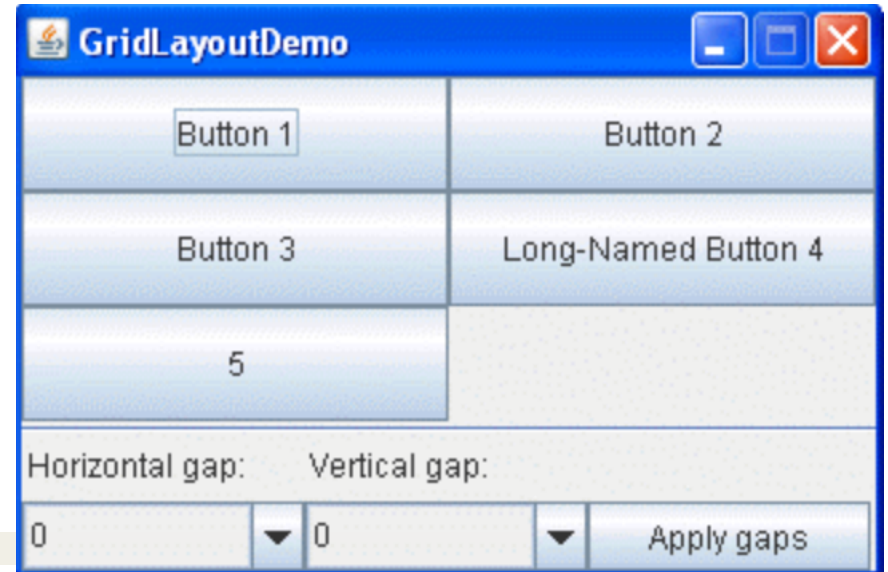 GridLayoutDemo
Button 1
Button 2
Button 3
Long-Named Button 4
5
Horizontal gap:
Vertical gap:
0
0
Apply gaps